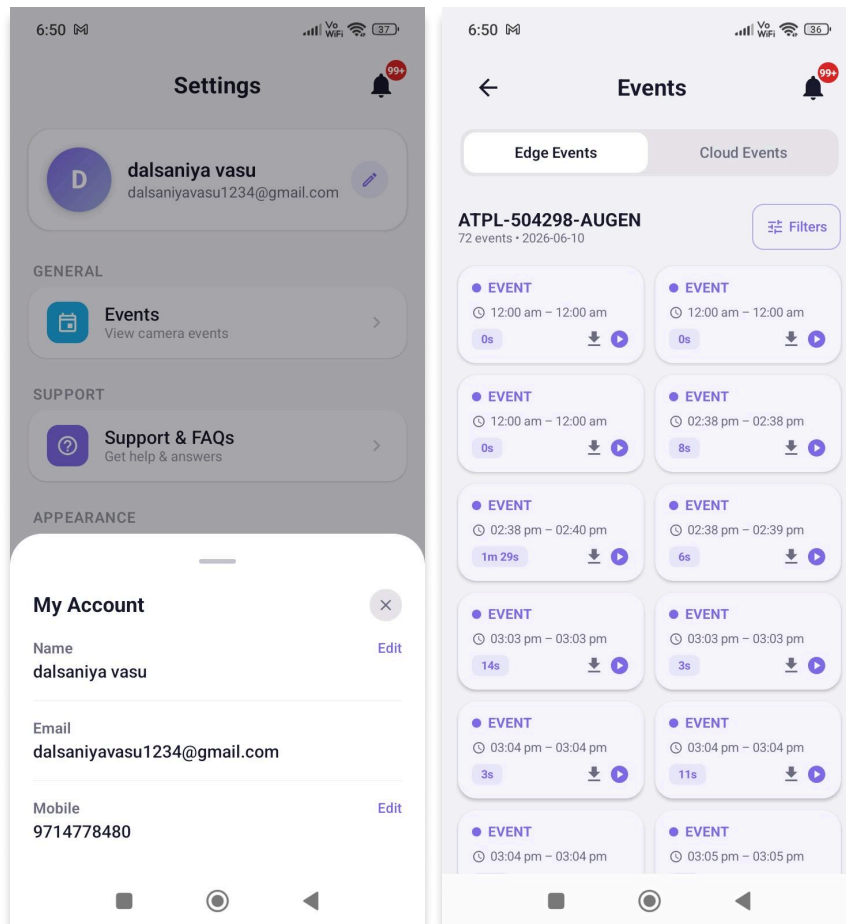 6:50
Vo WiFi 37
Settings
99+
D
dalsaniya vasu
dalsaniyavasu1234@gmail.com
GENERAL
Events
View camera events
SUPPORT
Support & FAQs
Get help & answers
APPEARANCE
My Account
Name
Edit
dalsaniya vasu
Email
dalsaniyavasu1234@gmail.com
Mobile
Edit
9714778480
6:50
Vo WiFi 36
Events
99+
Edge Events
Cloud Events
ATPL-504298-AUGEN
72 events • 2026-06-10
Filters
EVENT
12:00 am – 12:00 am
0s
EVENT
12:00 am – 12:00 am
0s
EVENT
12:00 am – 12:00 am
0s
EVENT
02:38 pm – 02:38 pm
8s
EVENT
02:38 pm – 02:40 pm
1m 29s
EVENT
02:38 pm – 02:39 pm
6s
EVENT
03:03 pm – 03:03 pm
14s
EVENT
03:03 pm – 03:03 pm
3s
EVENT
03:04 pm – 03:04 pm
3s
EVENT
03:04 pm – 03:04 pm
11s
EVENT
03:04 pm – 03:04 pm
EVENT
03:05 pm – 03:05 pm